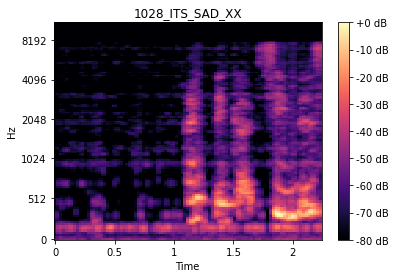 1028_ITS_SAD_XX
Hz
8192
4096
2048
1024
512
0
0
0.5
1
1.5
2
Time
+0 dB
-10 dB
-20 dB
-30 dB
-40 dB
-50 dB
-60 dB
-70 dB
-80 dB